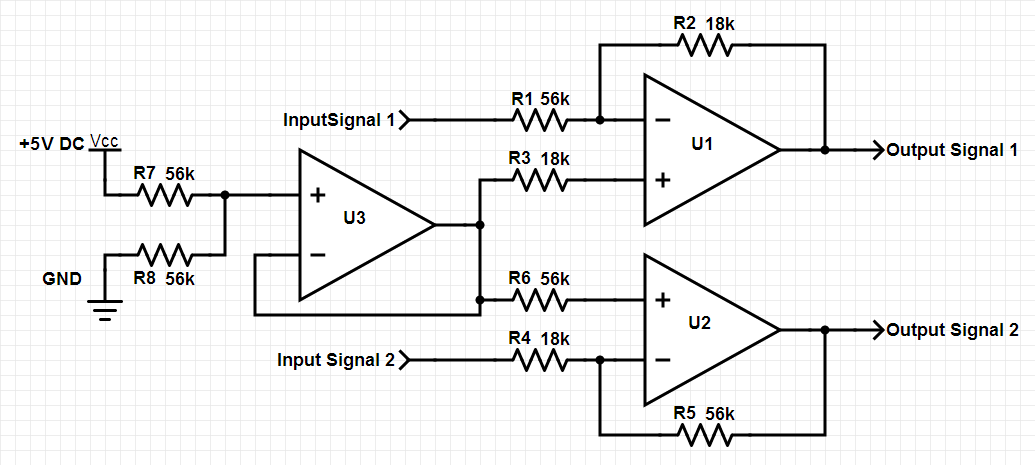 R2 18k
R1 56k
InputSignal 1
−
U1
+5V DC Vcc
Output Signal 1
R3 18k
R7 56k
+
+
U3
−
R8 56k
GND
R6 56k
+
U2
Output Signal 2
R4 18k
Input Signal 2
−
R5 56k